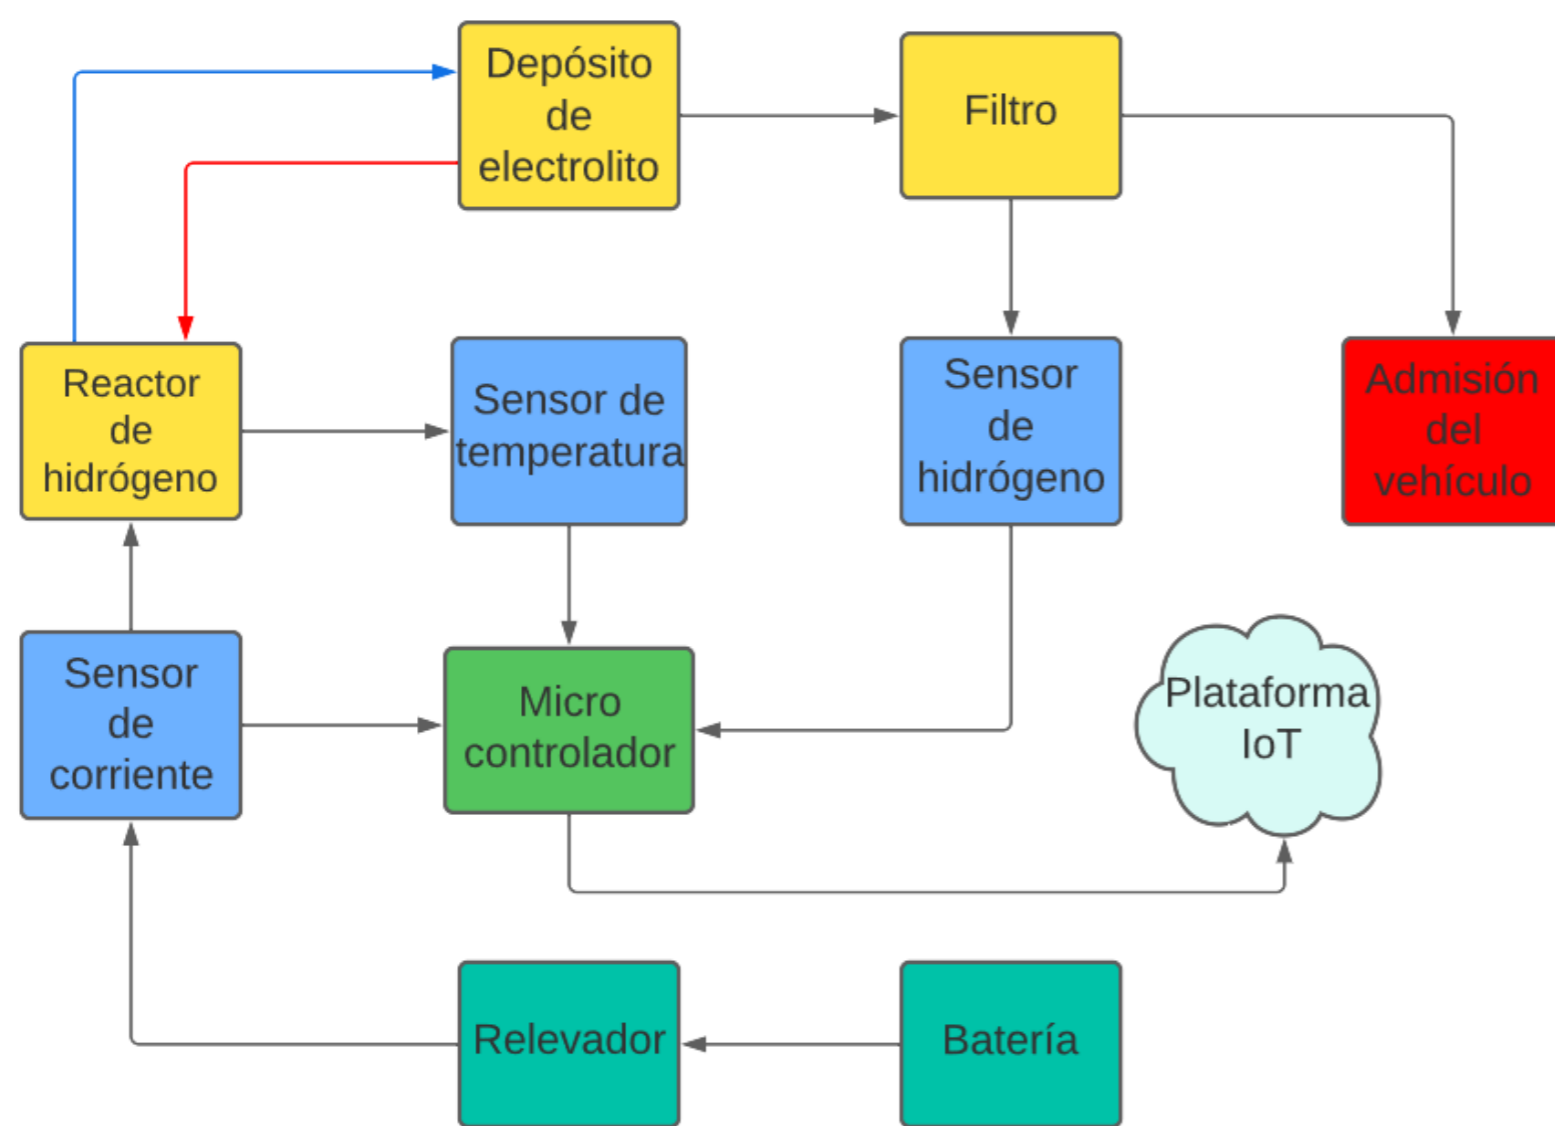 Depósito
de
electrolito
Filtro
Reactor
de
hidrógeno
Sensor de
temperatura
Sensor
de
hidrógeno
Admisión
del
vehículo
Sensor
de
corriente
Micro
controlador
Plataforma
IoT
Relevador
Batería